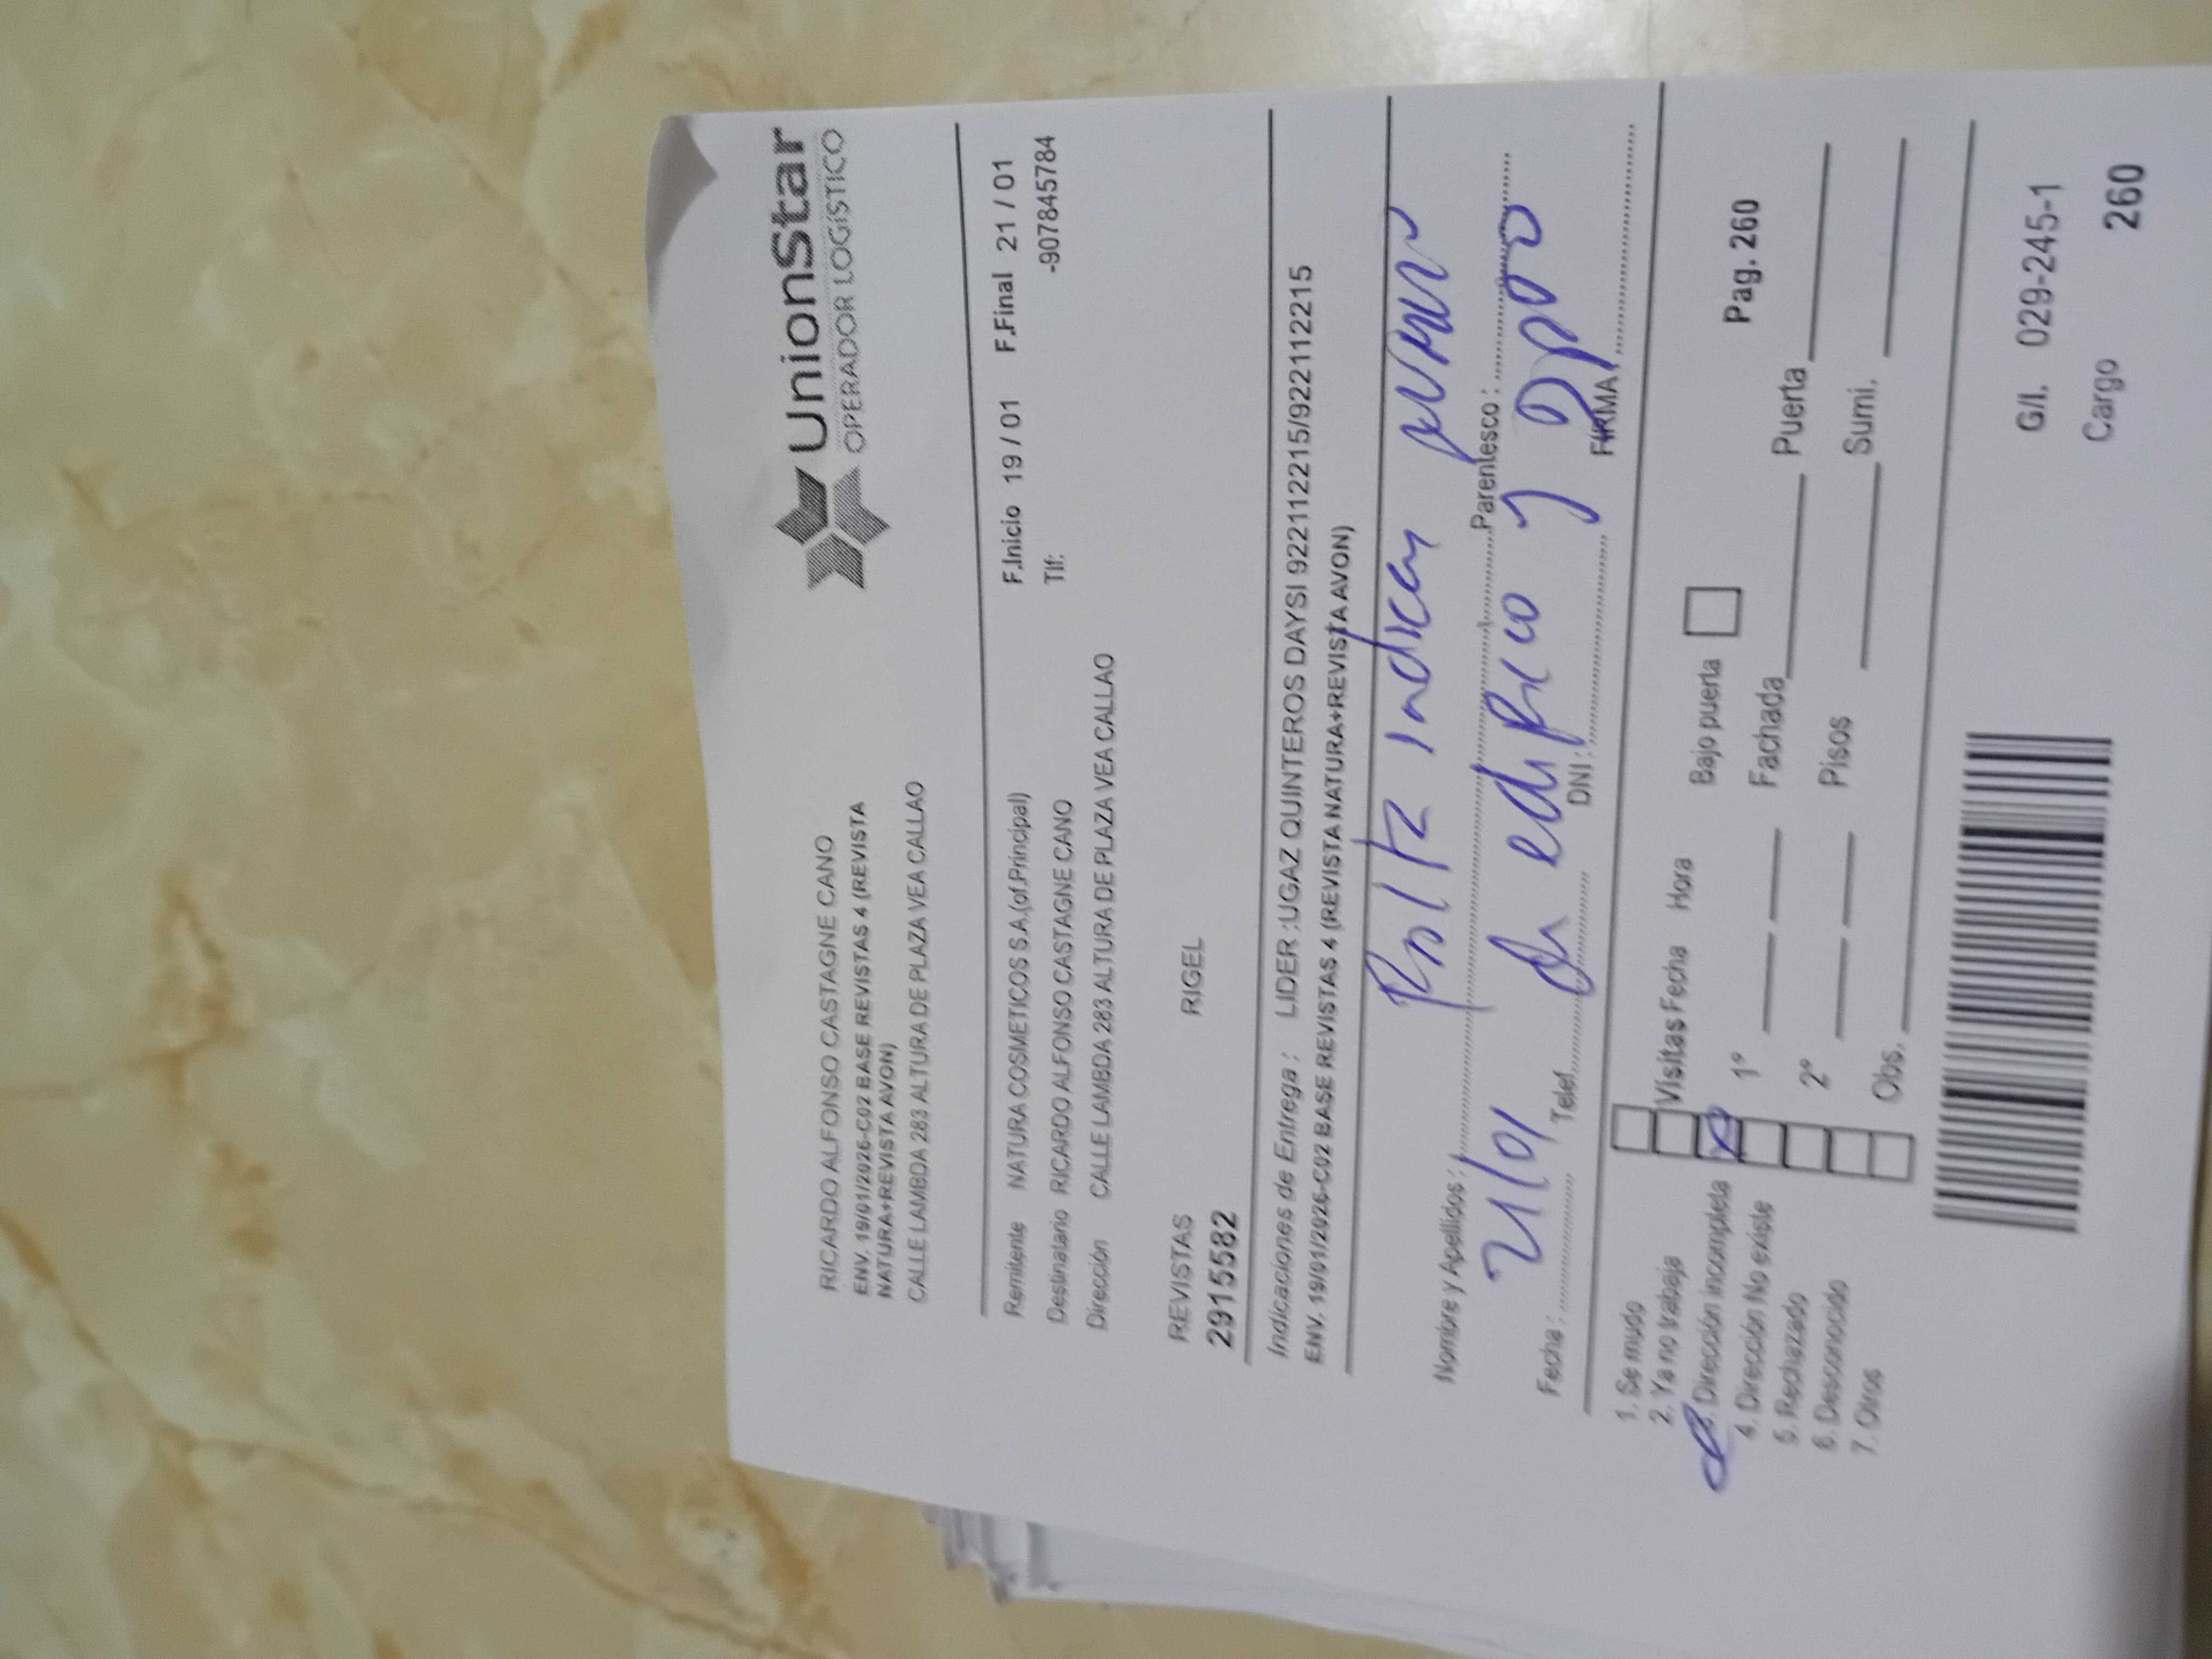 UnionStar
OPERADOR LOGÍSTICO
RICARDO ALFONSO CASTAGNE CANO
ENV. 19/01/2026-C02 BASE REVISTAS 4 (REVISTA
NATURA+REVISTA AVON)
CALLE LAMBDA 283 ALTURA DE PLAZA VEA CALLAO
Remitente NATURA COSMETICOS S.A.(of.Principal) F.Inicio 19 / 01 F.Final 21 / 01
Destinatario RICARDO ALFONSO CASTAGNE CANO Tlf: -907845784
Dirección CALLE LAMBDA 283 ALTURA DE PLAZA VEA CALLAO
REVISTAS RIGEL
2915582
Indicaciones de Entrega : LIDER :UGAZ QUINTEROS DAYSI 922112215/922112215
ENV. 19/01/2026-C02 BASE REVISTAS 4 (REVISTA NATURA+REVISTA AVON)
Falta indicar numero
Nombre y Apellidos : Parentesco :
21/01 de edificio y Dpto
Fecha : Telef. DNI : FIRMA
1. Se mudo
2. Ya no trabaja Visitas Fecha Hora Bajo puerta
3. Dirección incompleta 1° Fachada Puerta Pag. 260
4. Dirección No existe
5. Rechazado 2° Pisos Sumi.
6. Desconocido
7. Otros Obs.
G/I. 029-245-1
Cargo 260